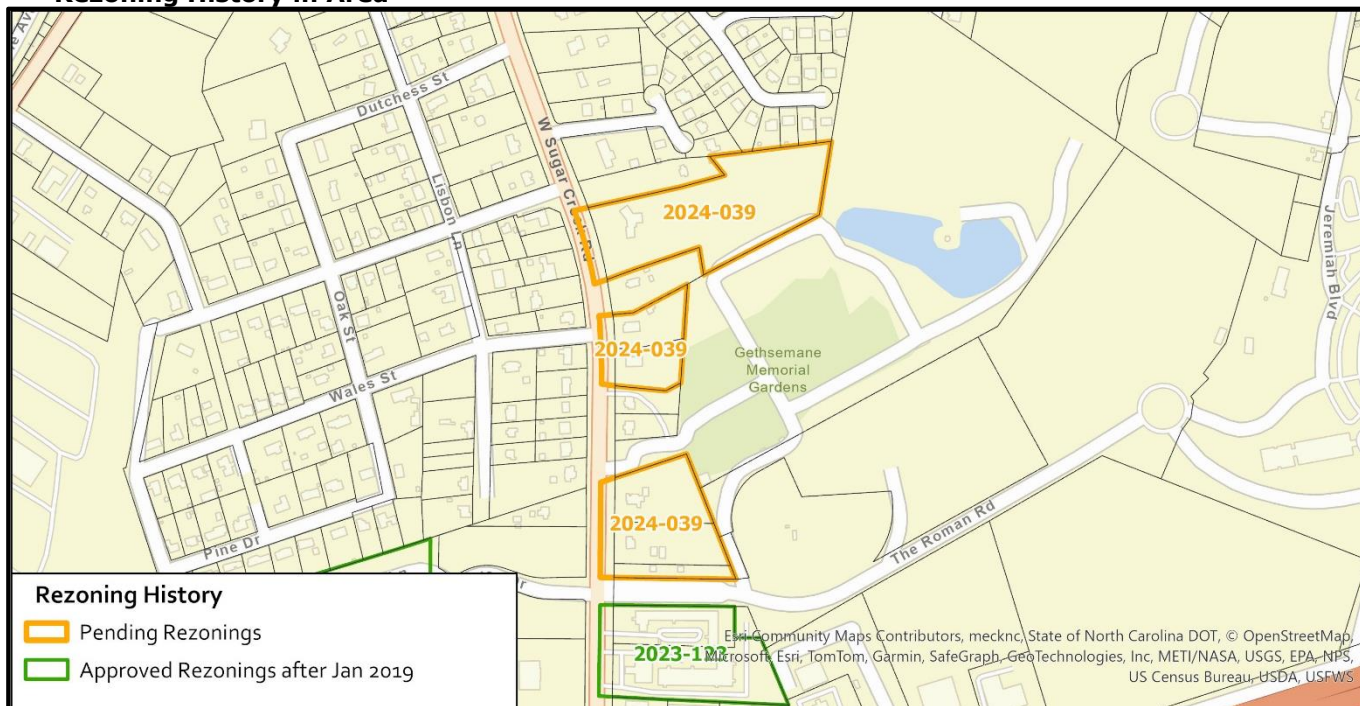 Rezoning History in Area
Dutchess St
W Sugar Creek Rd
Lisbon Ln
2024-039
Jeremiah Blvd
Oak St
2024-039
Gethsemane
Memorial
Gardens
Wales St
2024-039
The Roman Rd
Pine Dr
Rezoning History
Pending Rezonings
Approved Rezonings after Jan 2019
2023-123
Esri Community Maps Contributors, mecknc, State of North Carolina DOT, © OpenStreetMap,
Microsoft, Esri, TomTom, Garmin, SafeGraph, GeoTechnologies, Inc, METI/NASA, USGS, EPA, NPS,
US Census Bureau, USDA, USFWS